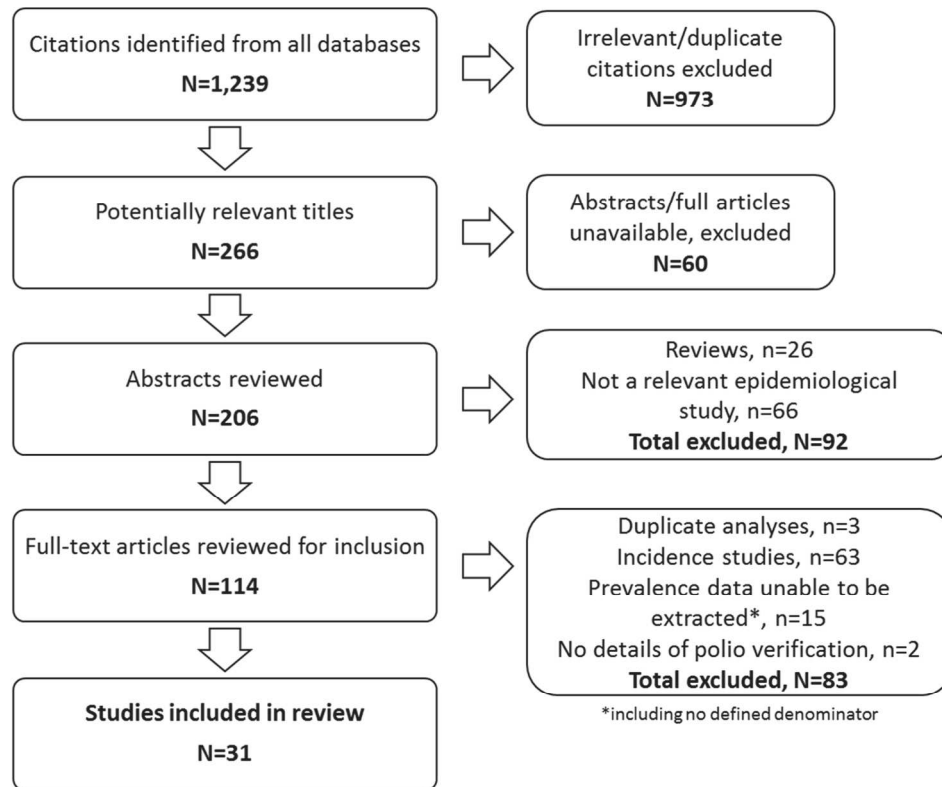 Citations identified from all databases
N=1,239
Irrelevant/duplicate
citations excluded
N=973
Potentially relevant titles
N=266
Abstracts/full articles
unavailable, excluded
N=60
Abstracts reviewed
N=206
Reviews, n=26
Not a relevant epidemiological
study, n=66
Total excluded, N=92
Full-text articles reviewed for inclusion
N=114
Duplicate analyses, n=3
Incidence studies, n=63
Prevalence data unable to be
extracted*, n=15
No details of polio verification, n=2
Total excluded, N=83
Studies included in review
N=31
*including no defined denominator